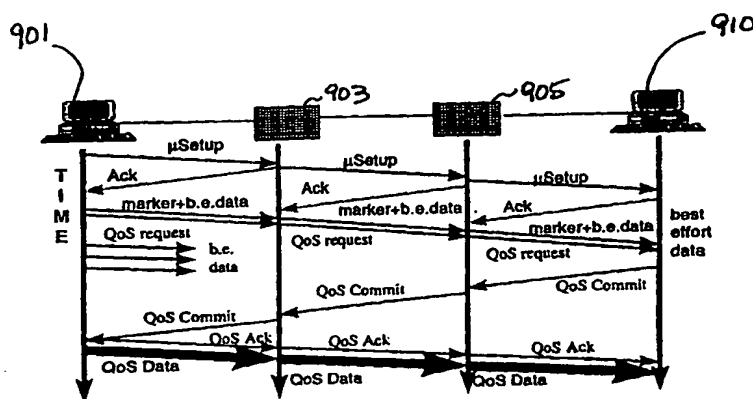 901
903
905
910
μSetup
μSetup
μSetup
Ack
Ack
Ack
TIME
marker+b.e.data
marker+b.e.data
marker+b.e.data
QoS request
QoS request
QoS request
b.e.
data
best
effort
data
QoS Commit
QoS Commit
QoS Commit
QoS Ack
QoS Ack
QoS Ack
QoS Data
QoS Data
QoS Data